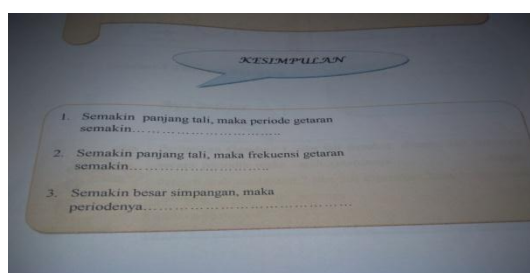 KESIMPULAN
1. Semakin panjang tali, maka periode getaran
semakin..............................
2. Semakin panjang tali, maka frekuensi getaran
semakin............................
3. Semakin besar simpangan, maka
periodenya..........................................